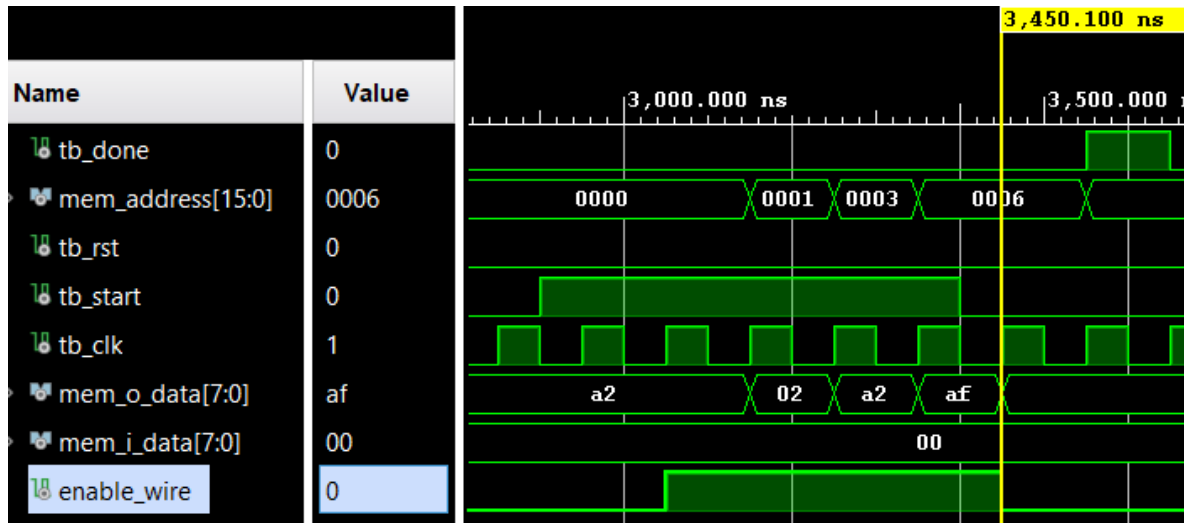 3,450.100 ns
Name Value
3,000.000 ns 3,500.000
tb_done 0
mem_address[15:0] 0006 0000 0001 0003 0006
tb_rst 0
tb_start 0
tb_clk 1
mem_o_data[7:0] af a2 02 a2 af
mem_i_data[7:0] 00 00
enable_wire 0